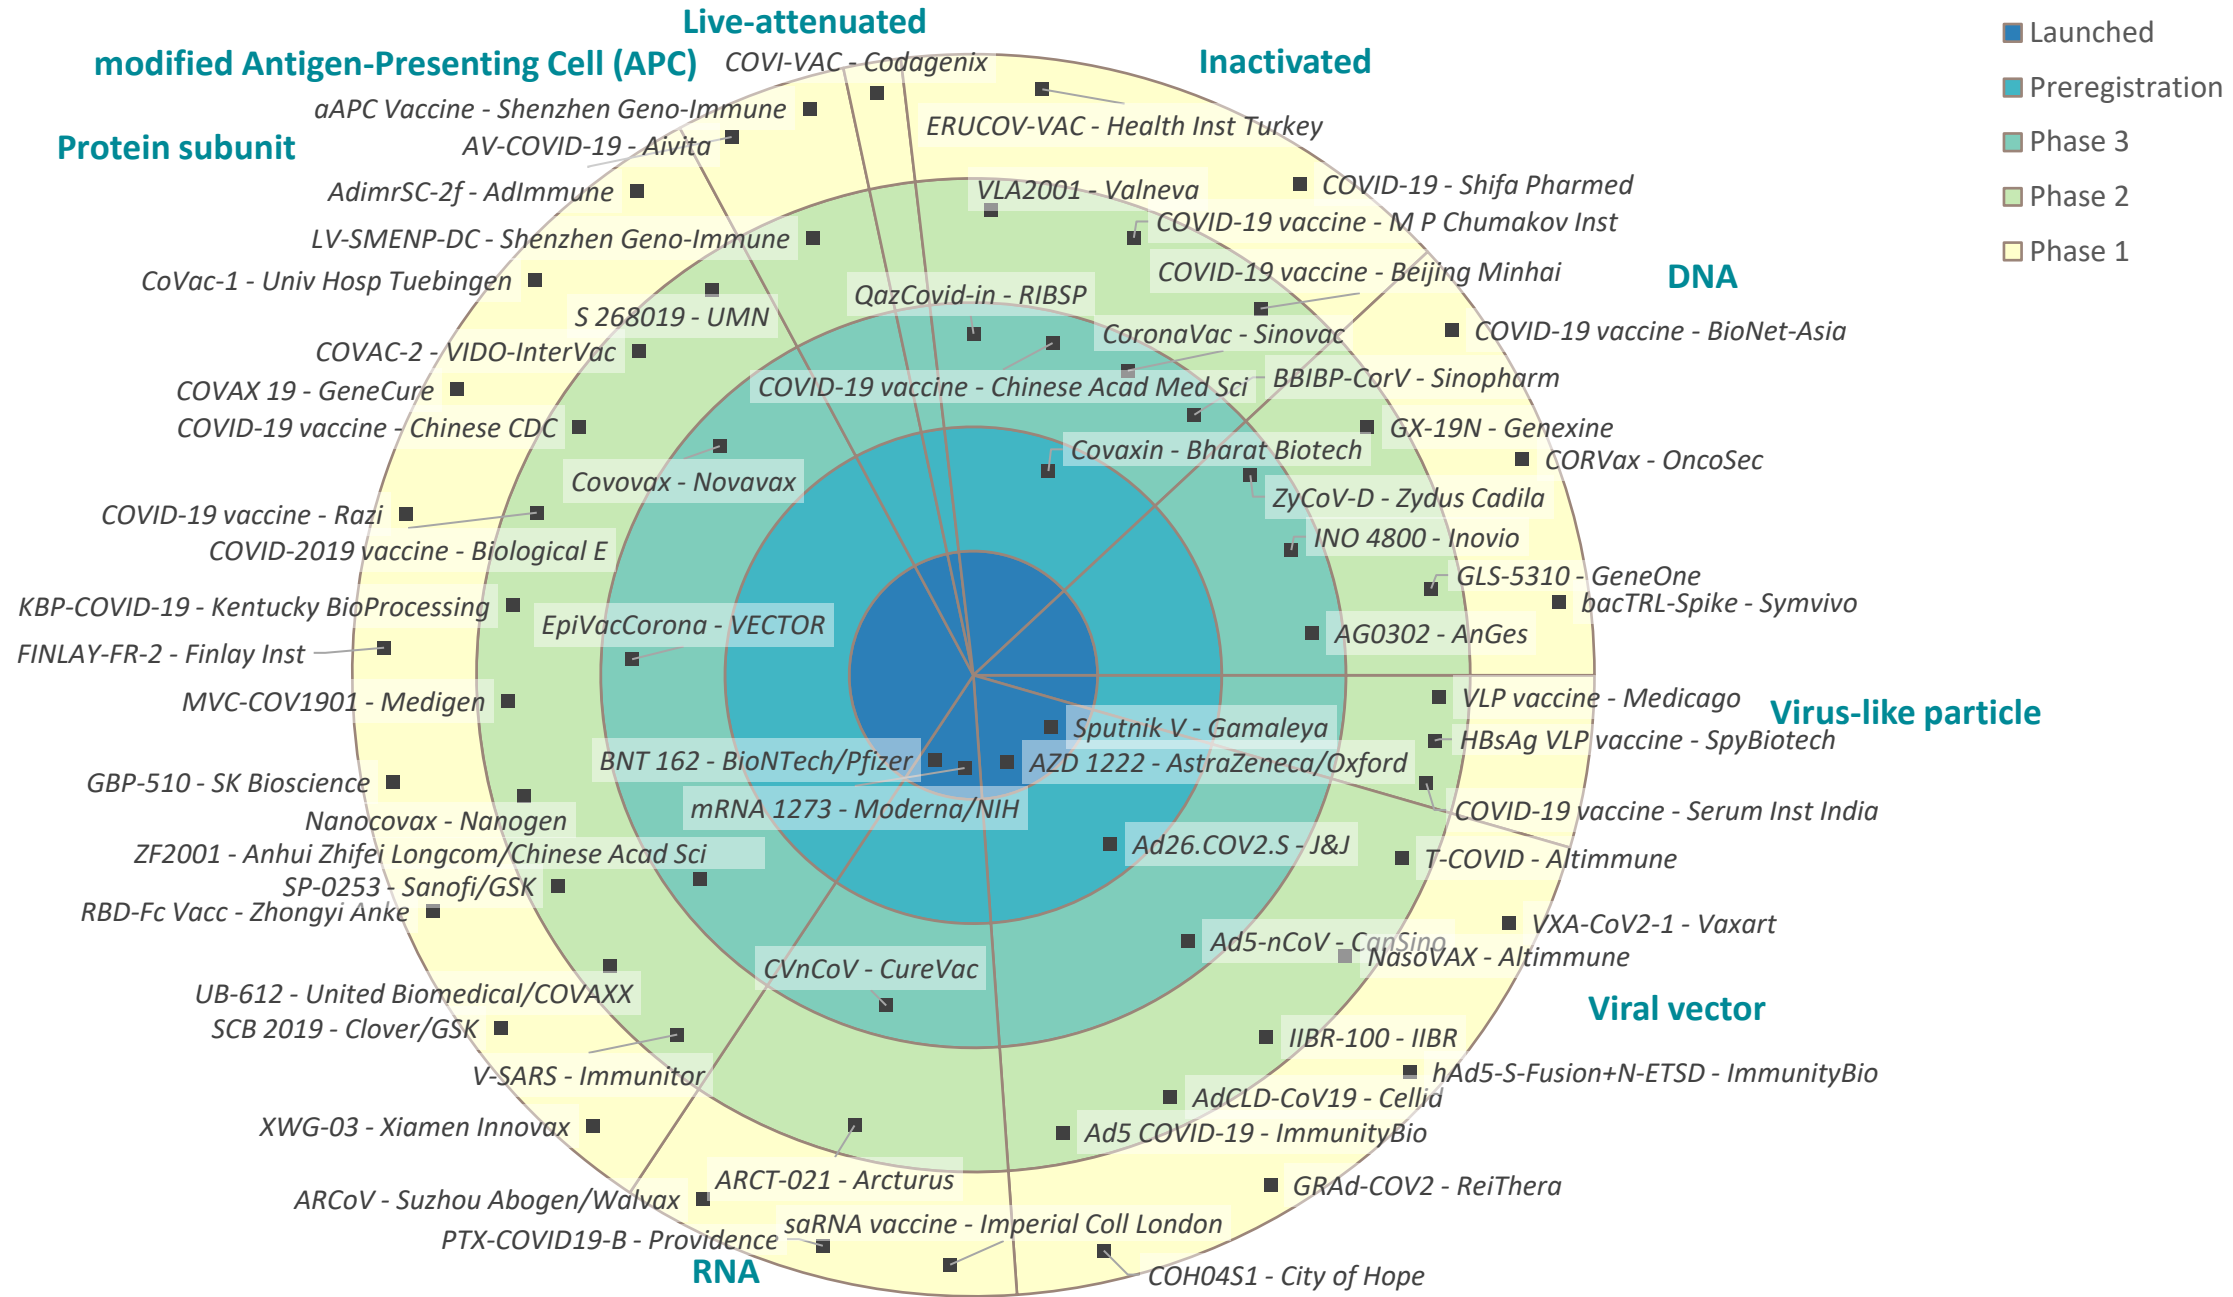 Live-attenuated
Launched
modified Antigen-Presenting Cell (APC)
COVI-VAC - Codagenix
Inactivated
Preregistration
aAPC Vaccine - Shenzhen Geno-Immune
ERUCOV-VAC - Health Inst Turkey
Phase 3
Protein subunit
AV-COVID-19 - Aivita
AdimrSC-2f - AdImmune
VLA2001 - Valneva
COVID-19 - Shifa Pharmed
Phase 2
LV-SMENP-DC - Shenzhen Geno-Immune
COVID-19 vaccine - M P Chumakov Inst
Phase 1
CoVac-1 - Univ Hosp Tuebingen
COVID-19 vaccine - Beijing Minhai
DNA
S 268019 - UMN
QazCovid-in - RIBSP
CoronaVac - Sinovac
COVID-19 vaccine - BioNet-Asia
COVAC-2 - VIDO-InterVac
COVID-19 vaccine - Chinese Acad Med Sci
BBIBP-CorV - Sinopharm
COVAX 19 - GeneCure
COVID-19 vaccine - Chinese CDC
GX-19N - Genexine
Covaxin - Bharat Biotech
CORVax - OncoSec
Covovax - Novavax
ZyCoV-D - Zydus Cadila
COVID-19 vaccine - Razi
INO 4800 - Inovio
COVID-2019 vaccine - Biological E
GLS-5310 - GeneOne
KBP-COVID-19 - Kentucky BioProcessing
bacTRL-Spike - Symvivo
EpiVacCorona - VECTOR
AG0302 - AnGes
FINLAY-FR-2 - Finlay Inst
MVC-COV1901 - Medigen
VLP vaccine - Medicago
Virus-like particle
Sputnik V - Gamaleya
HBsAg VLP vaccine - SpyBiotech
BNT 162 - BioNTech/Pfizer
AZD 1222 - AstraZeneca/Oxford
GBP-510 - SK Bioscience
mRNA 1273 - Moderna/NIH
COVID-19 vaccine - Serum Inst India
Nanocovax - Nanogen
Ad26.COV2.S - J&J
ZF2001 - Anhui Zhifei Longcom/Chinese Acad Sci
T-COVID - Altimmune
SP-0253 - Sanofi/GSK
RBD-Fc Vacc - Zhongyi Anke
VXA-CoV2-1 - Vaxart
Ad5-nCoV - CanSino
NasoVAX - Altimmune
CVnCoV - CureVac
UB-612 - United Biomedical/COVAXX
Viral vector
SCB 2019 - Clover/GSK
IIBR-100 - IIBR
V-SARS - Immunitor
hAd5-S-Fusion+N-ETSD - ImmunityBio
AdCLD-CoV19 - Cellid
XWG-03 - Xiamen Innovax
Ad5 COVID-19 - ImmunityBio
ARCT-021 - Arcturus
GRAd-COV2 - ReiThera
ARCoV - Suzhou Abogen/Walvax
saRNA vaccine - Imperial Coll London
PTX-COVID19-B - Providence
RNA
COH04S1 - City of Hope